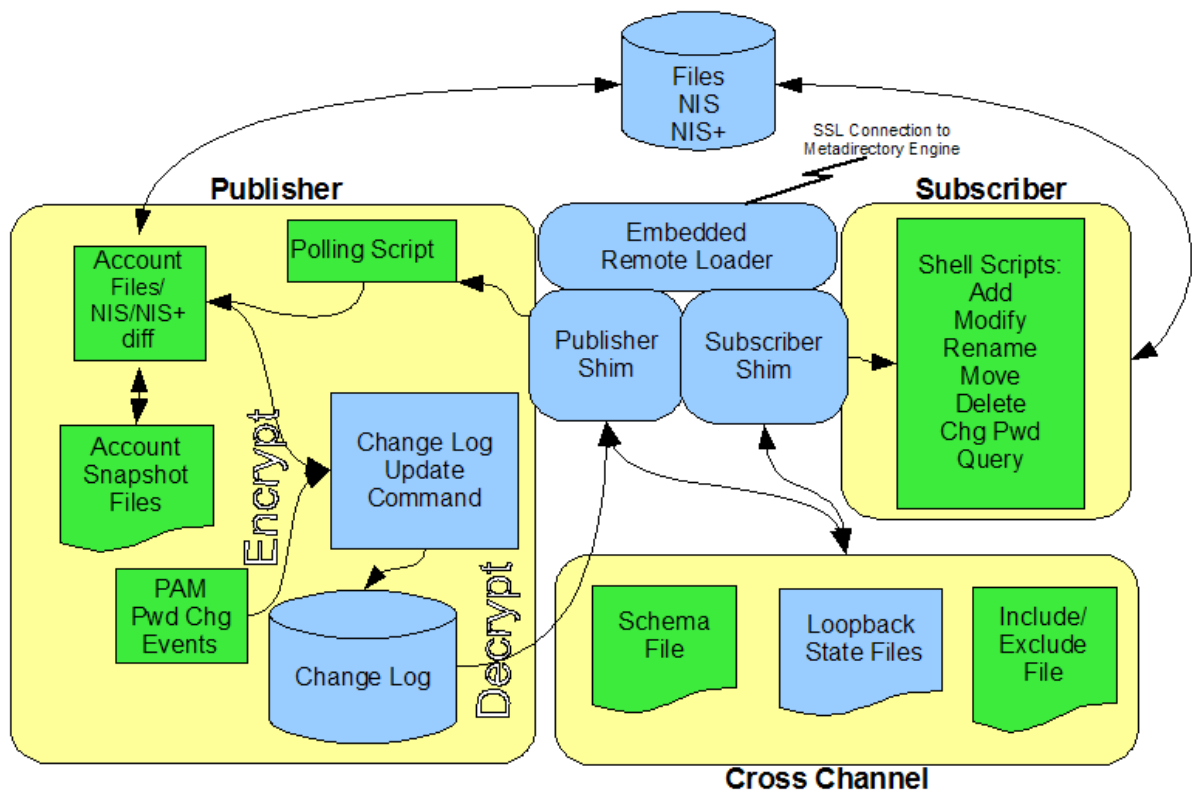 Files
NIS
NIS+
SSL Connection to
Metadirectory Engine
Publisher
Subscriber
Account
Files/
NIS/NIS+
diff
Polling Script
Embedded
Remote Loader
Publisher
Shim
Subscriber
Shim
Shell Scripts:
Add
Modify
Rename
Move
Delete
Chg Pwd
Query
Account
Snapshot
Files
Encrypt
Change Log
Update
Command
PAM
Pwd Chg
Events
Change Log
Decrypt
Schema
File
Loopback
State Files
Include/
Exclude
File
Cross Channel